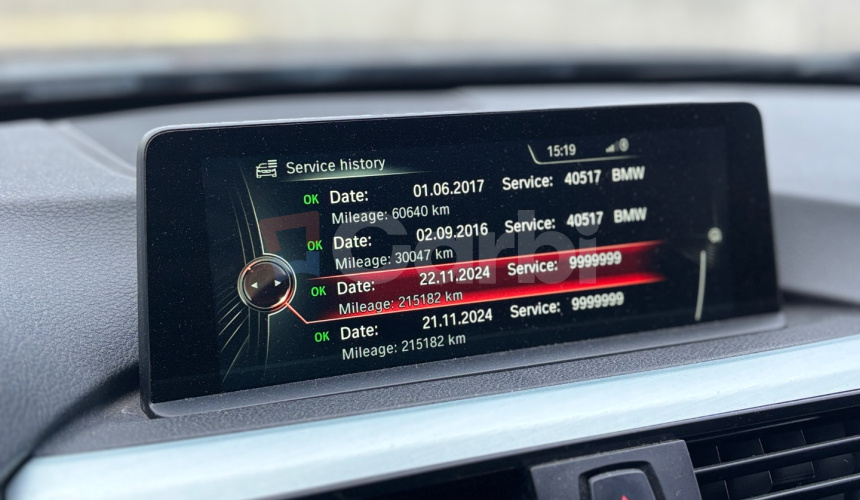 15:19
Service history
OK Date: 01.06.2017 Service: 40517 BMW
Mileage: 60640 km
OK Date: 02.09.2016 Service: 40517 BMW
Mileage: 30047 km
OK Date: 22.11.2024 Service: 9999999
Mileage: 215182 km
OK Date: 21.11.2024 Service: 9999999
Mileage: 215182 km
Garbi